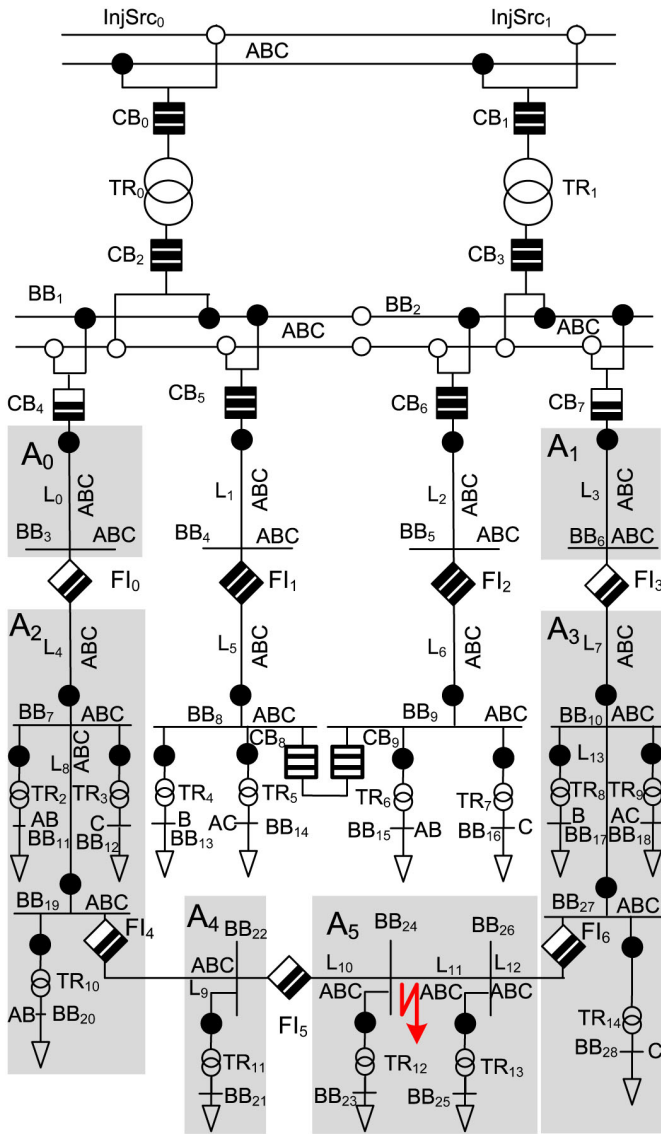 InjSrc₀ InjSrc₁
ABC
CB₀ CB₁
TR₀ TR₁
CB₂ CB₃
BB₁ BB₂
ABC ABC
CB₄ CB₅ CB₆ CB₇
A₀ A₁
L₀ ABC L₁ ABC L₂ ABC L₃ ABC
BB₃ ABC BB₄ ABC BB₅ ABC BB₆ ABC
FI₀ FI₁ FI₂ FI₃
A₂ A₃
L₄ ABC L₅ ABC L₆ ABC L₇ ABC
BB₇ ABC BB₈ ABC BB₉ ABC BB₁₀ ABC
L₈ ABC CB₈ CB₉ L₁₃
TR₂ TR₃ TR₄ TR₅ TR₆ TR₇ TR₈ TR₉
AB C B AC AB C B AC
BB₁₁ BB₁₂ BB₁₃ BB₁₄ BB₁₅ BB₁₆ BB₁₇ BB₁₈
BB₁₉ ABC BB₂₇ ABC
FI₄ A₄ BB₂₂ A₅ BB₂₄ BB₂₆ FI₆
ABC L₁₀ L₁₁ L₁₂
TR₁₀ L₉ FI₅ ABC ABC ABC
AB BB₂₀ TR₁₁ TR₁₂ TR₁₃ TR₁₄
BB₂₈ C
BB₂₁ BB₂₃ BB₂₅